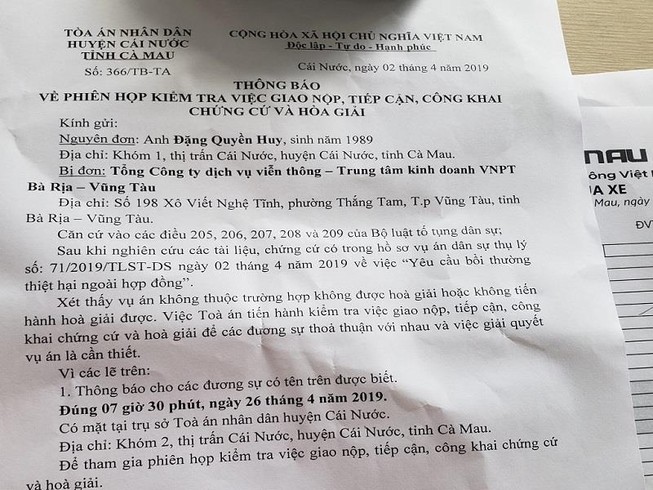 TÒA ÁN NHÂN DÂN
HUYỆN CÁI NƯỚC
TỈNH CÀ MAU
Số: 366/TB-TA
CỘNG HÒA XÃ HỘI CHỦ NGHĨA VIỆT NAM
Độc lập - Tự do - Hạnh phúc
Cái Nước, ngày 02 tháng 4 năm 2019
THÔNG BÁO
VỀ PHIÊN HỌP KIỂM TRA VIỆC GIAO NỘP, TIẾP CẬN, CÔNG KHAI
CHỨNG CỨ VÀ HÒA GIẢI
Kính gửi:
Nguyên đơn: Anh Đặng Quyền Huy, sinh năm 1989
Địa chỉ: Khóm 1, thị trấn Cái Nước, huyện Cái Nước, tỉnh Cà Mau.
Bị đơn: Tổng Công ty dịch vụ viễn thông – Trung tâm kinh doanh VNPT
Bà Rịa – Vũng Tàu
Địa chỉ: Số 198 Xô Viết Nghệ Tĩnh, phường Thắng Tam, T.p Vũng Tàu, tỉnh
Bà Rịa – Vũng Tàu.
Căn cứ vào các điều 205, 206, 207, 208 và 209 của Bộ luật tố tụng dân sự;
Sau khi nghiên cứu các tài liệu, chứng cứ có trong hồ sơ vụ án dân sự thụ lý
số: 71/2019/TLST-DS ngày 02 tháng 4 năm 2019 về việc “Yêu cầu bồi thường
thiệt hại ngoài hợp đồng”.
Xét thấy vụ án không thuộc trường hợp không được hoà giải hoặc không tiến
hành hoà giải được. Việc Toà án tiến hành kiểm tra việc giao nộp, tiếp cận, công
khai chứng cứ và hoà giải để các đương sự thoả thuận với nhau và việc giải quyết
vụ án là cần thiết.
Vì các lẽ trên:
1. Thông báo cho các đương sự có tên trên được biết.
Đúng 07 giờ 30 phút, ngày 26 tháng 4 năm 2019.
Có mặt tại trụ sở Toà án nhân dân huyện Cái Nước.
Địa chỉ: Khóm 2, thị trấn Cái Nước, huyện Cái Nước, tỉnh Cà Mau.
Để tham gia phiên họp kiểm tra việc giao nộp, tiếp cận, công khai chứng cứ
và hoà giải.
NAU
ông Việt
A XE
Mau, ngày
ĐV